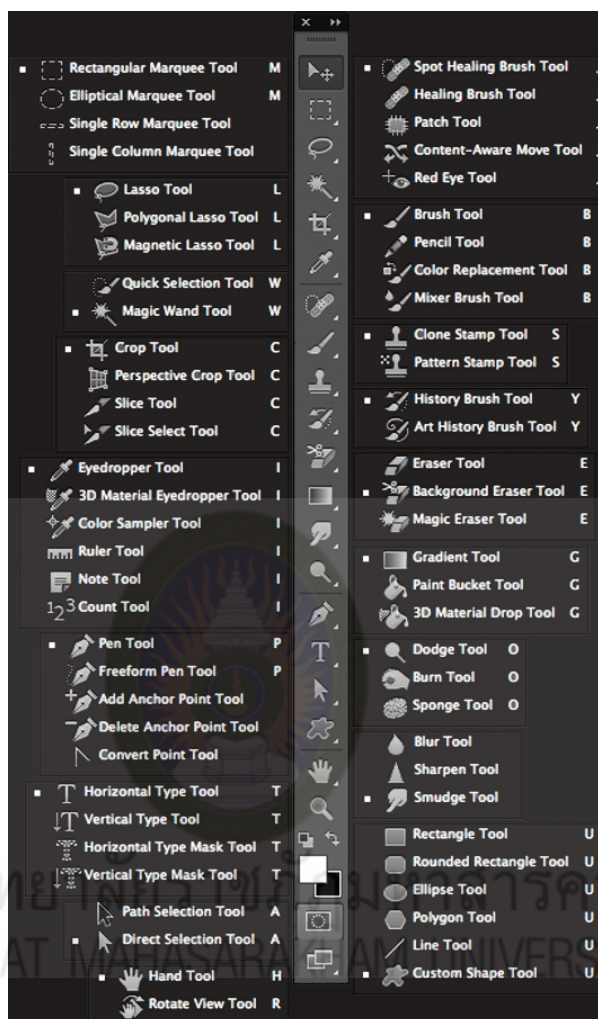 Rectangular Marquee Tool M
Elliptical Marquee Tool M
Single Row Marquee Tool
Single Column Marquee Tool
Lasso Tool L
Polygonal Lasso Tool L
Magnetic Lasso Tool L
Quick Selection Tool W
Magic Wand Tool W
Crop Tool C
Perspective Crop Tool C
Slice Tool C
Slice Select Tool C
Eyedropper Tool I
3D Material Eyedropper Tool I
Color Sampler Tool I
Ruler Tool I
Note Tool I
Count Tool I
Pen Tool P
Freeform Pen Tool P
Add Anchor Point Tool
Delete Anchor Point Tool
Convert Point Tool
Horizontal Type Tool T
Vertical Type Tool T
Horizontal Type Mask Tool T
Vertical Type Mask Tool T
Path Selection Tool A
Direct Selection Tool A
Hand Tool H
Rotate View Tool R
Spot Healing Brush Tool
Healing Brush Tool
Patch Tool
Content-Aware Move Tool
Red Eye Tool
Brush Tool B
Pencil Tool B
Color Replacement Tool B
Mixer Brush Tool B
Clone Stamp Tool S
Pattern Stamp Tool S
History Brush Tool Y
Art History Brush Tool Y
Eraser Tool E
Background Eraser Tool E
Magic Eraser Tool E
Gradient Tool G
Paint Bucket Tool G
3D Material Drop Tool G
Dodge Tool O
Burn Tool O
Sponge Tool O
Blur Tool
Sharpen Tool
Smudge Tool
Rectangle Tool U
Rounded Rectangle Tool U
Ellipse Tool U
Polygon Tool U
Line Tool U
Custom Shape Tool U
MAHASARAKHAM